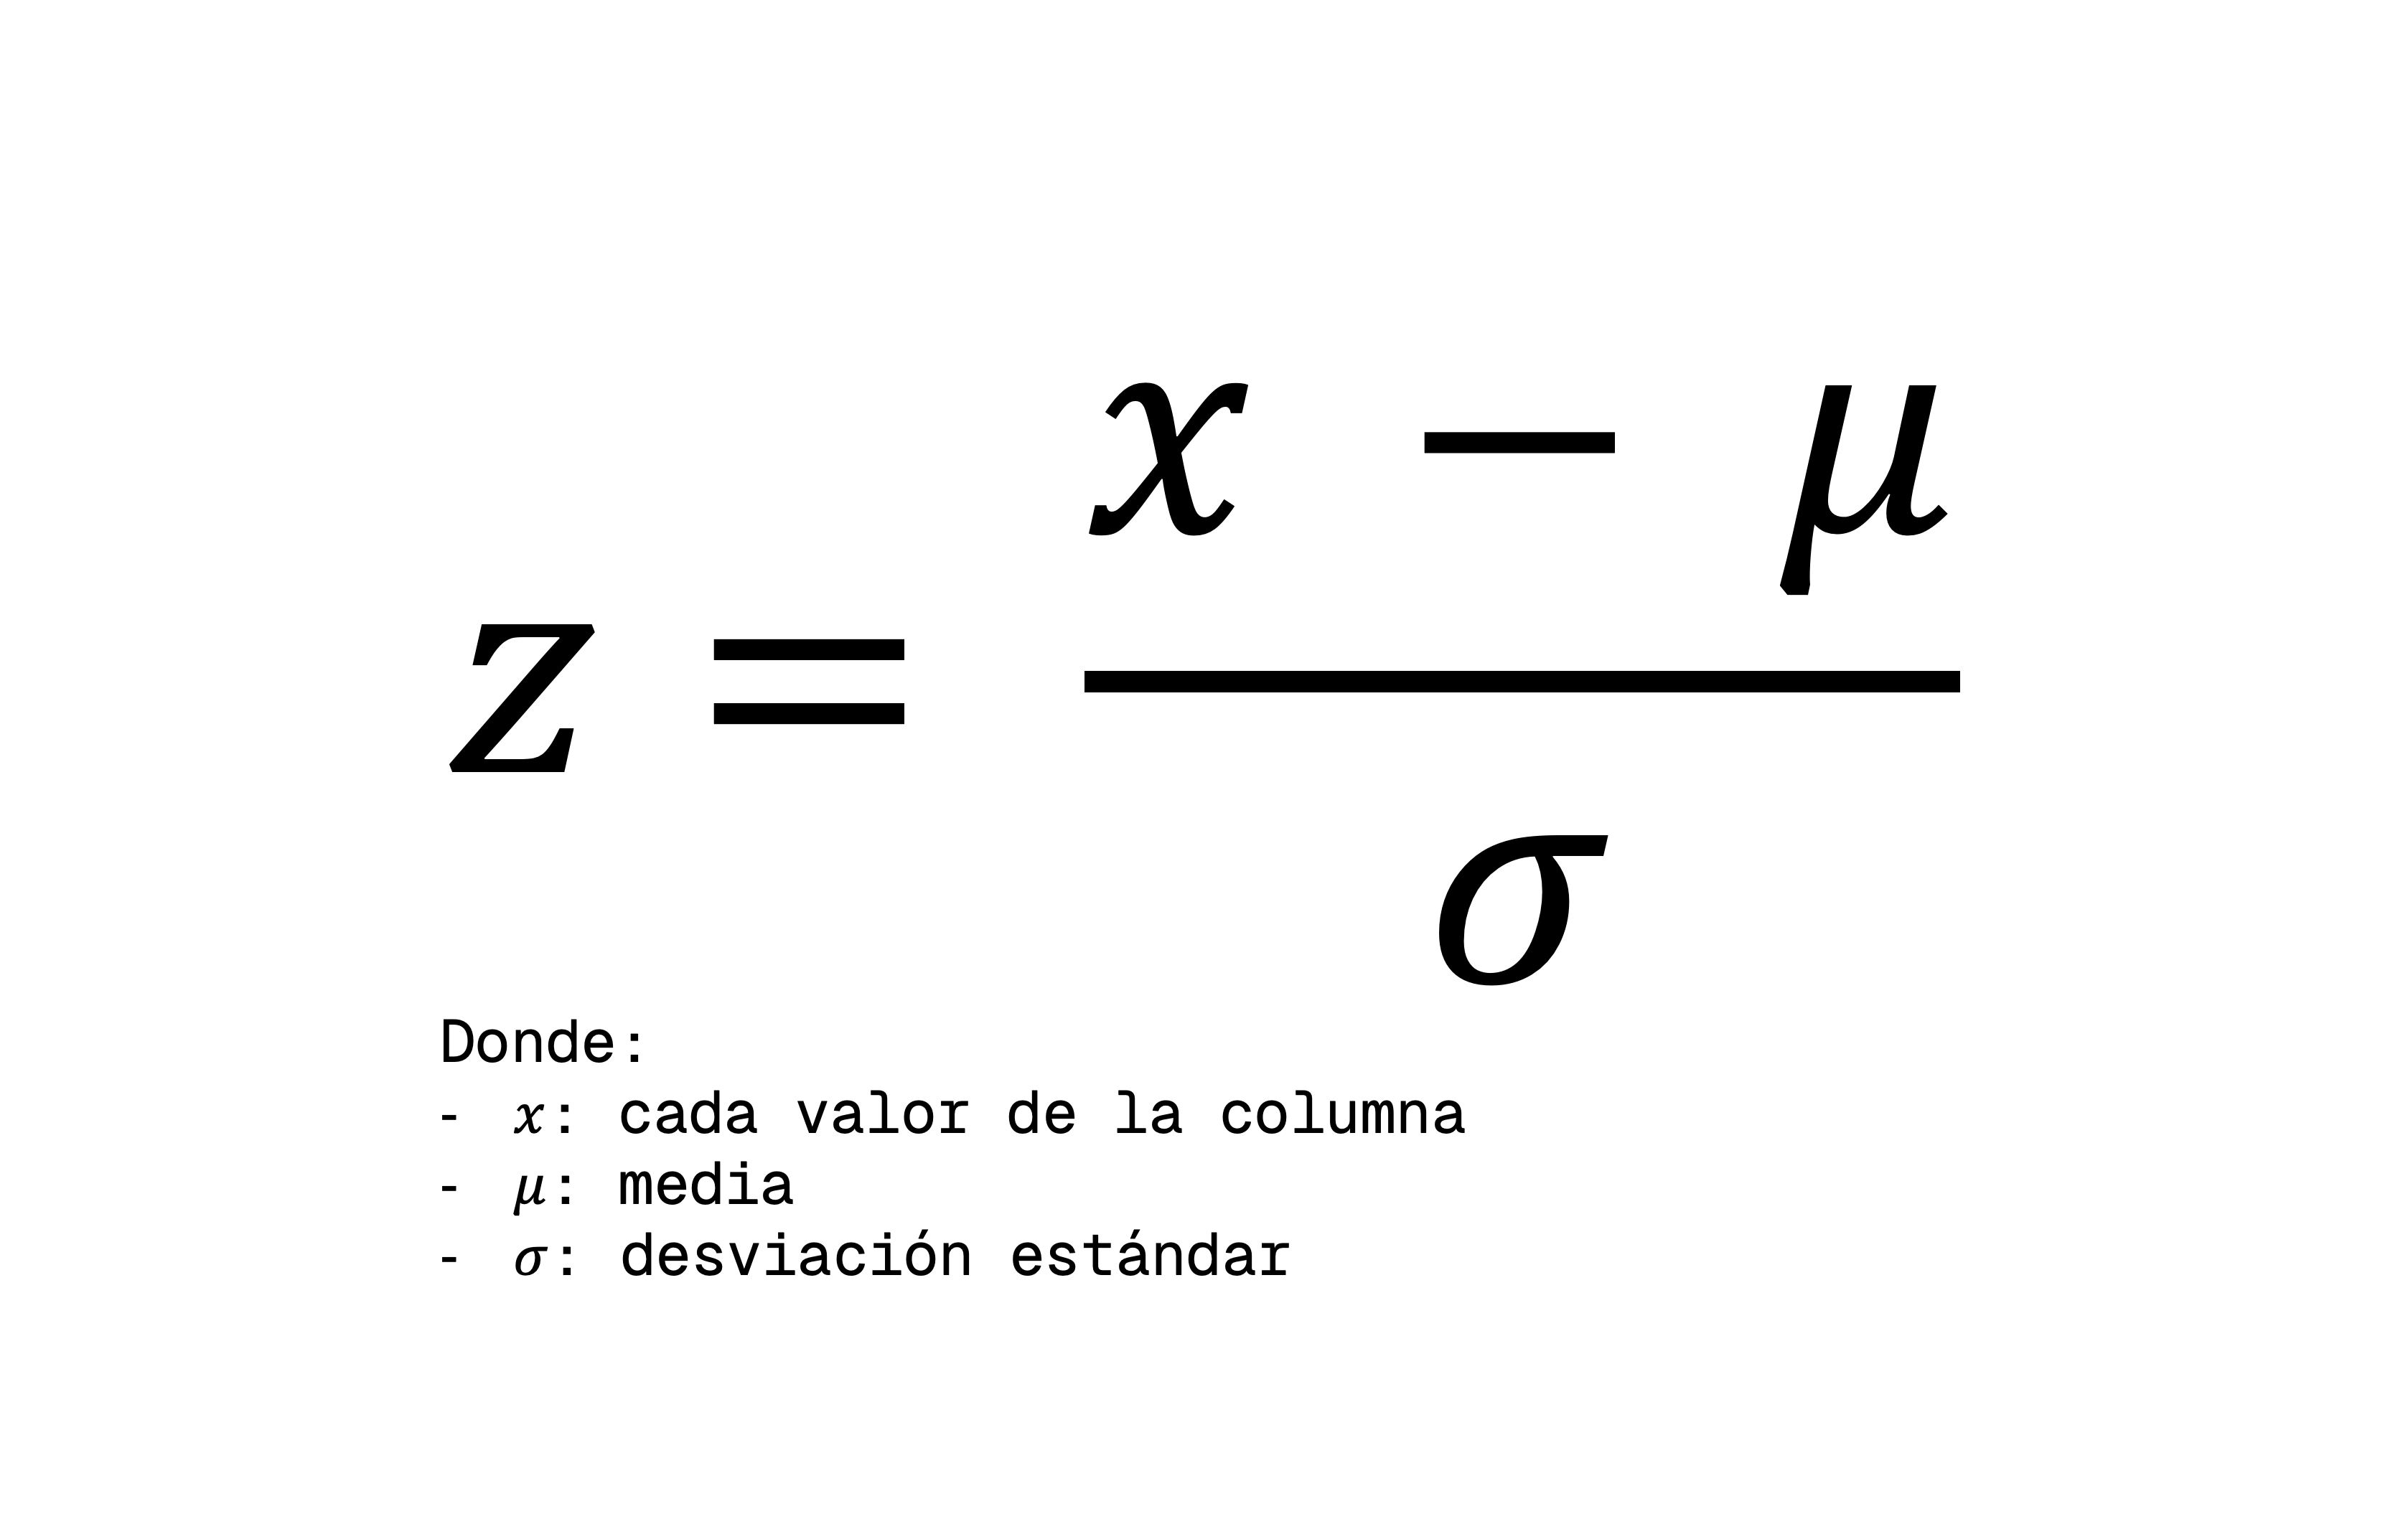 z = (x − μ) / σ
Donde:
- x: cada valor de la columna
- μ: media
- σ: desviación estándar